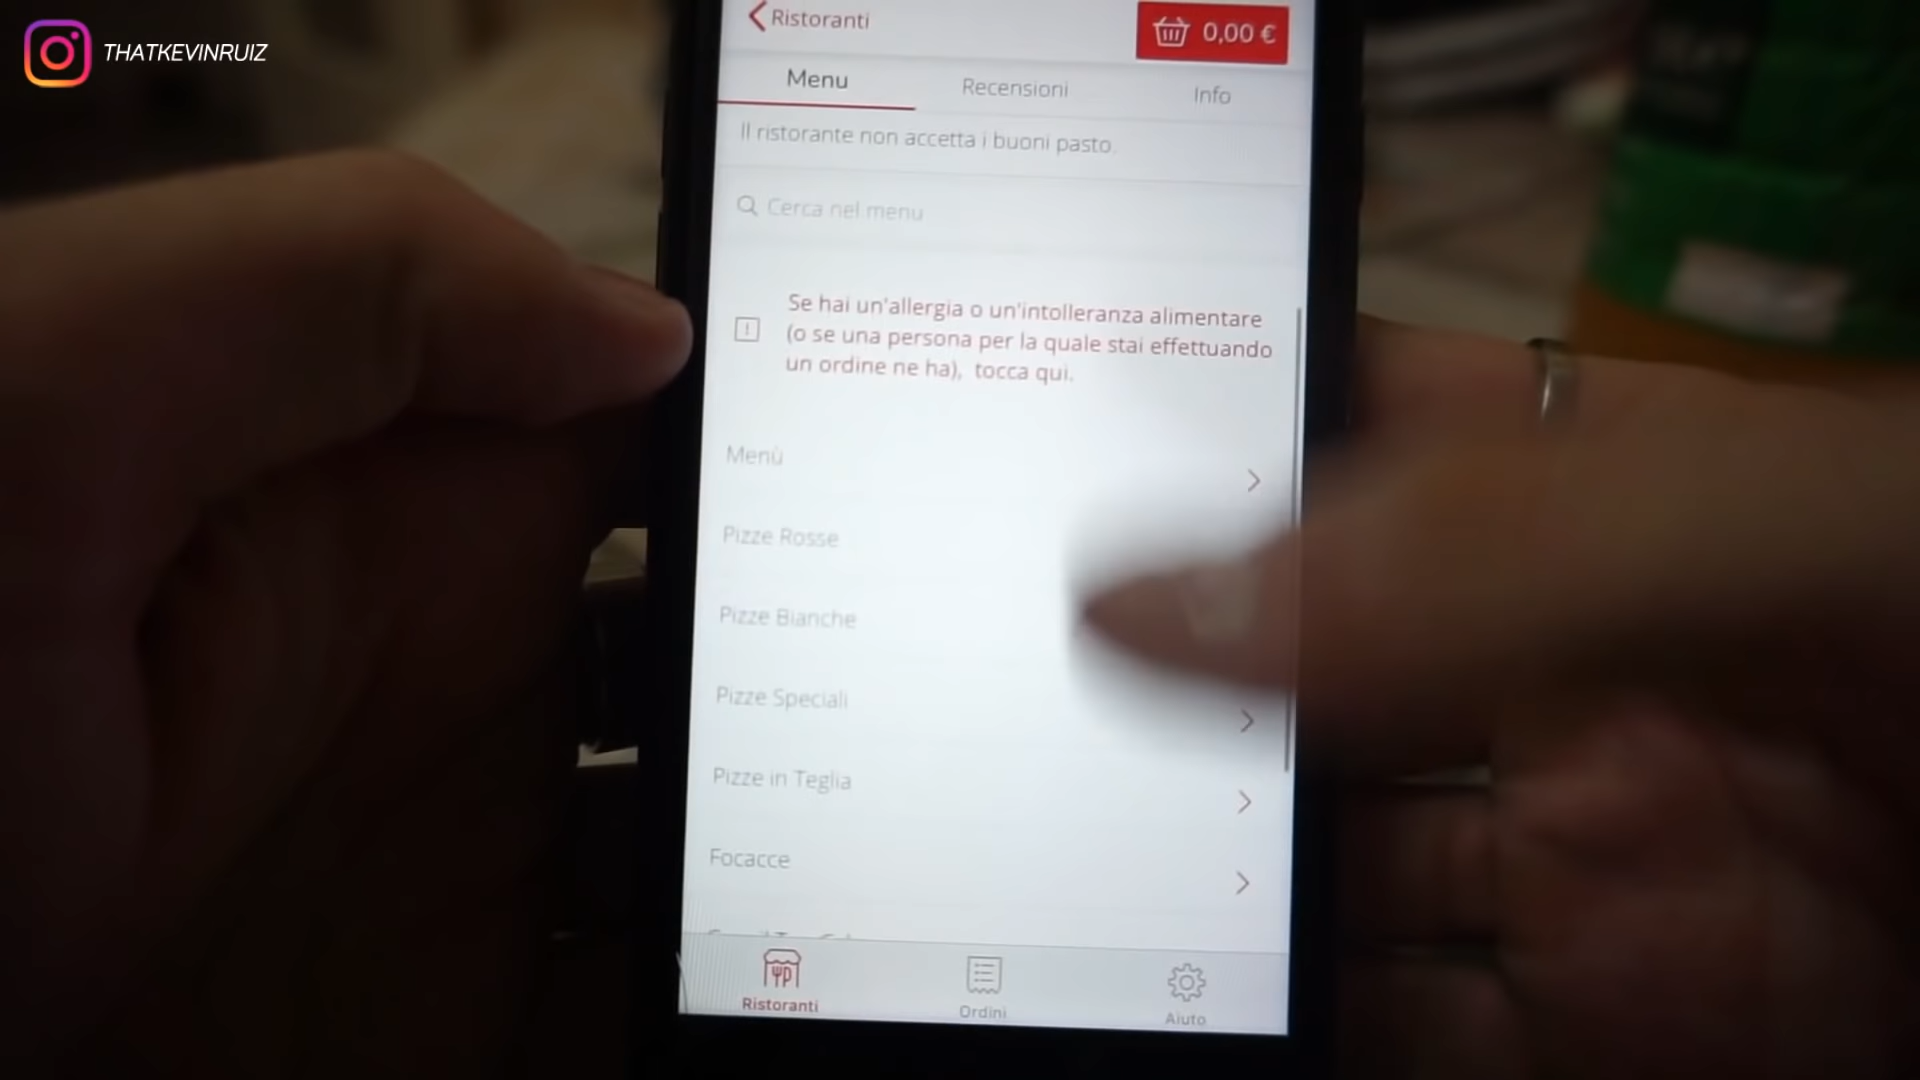 THATKEVINRUIZ
Ristoranti
0,00 €
Menu
Recensioni
Info
Il ristorante non accetta i buoni pasto.
Cerca nel menu
Se hai un'allergia o un'intolleranza alimentare
(o se una persona per la quale stai effettuando
un ordine ne ha), tocca qui.
Menù
Pizze Rosse
Pizze Bianche
Pizze Speciali
Pizze in Teglia
Focacce
Ristoranti
Ordini
Aiuto